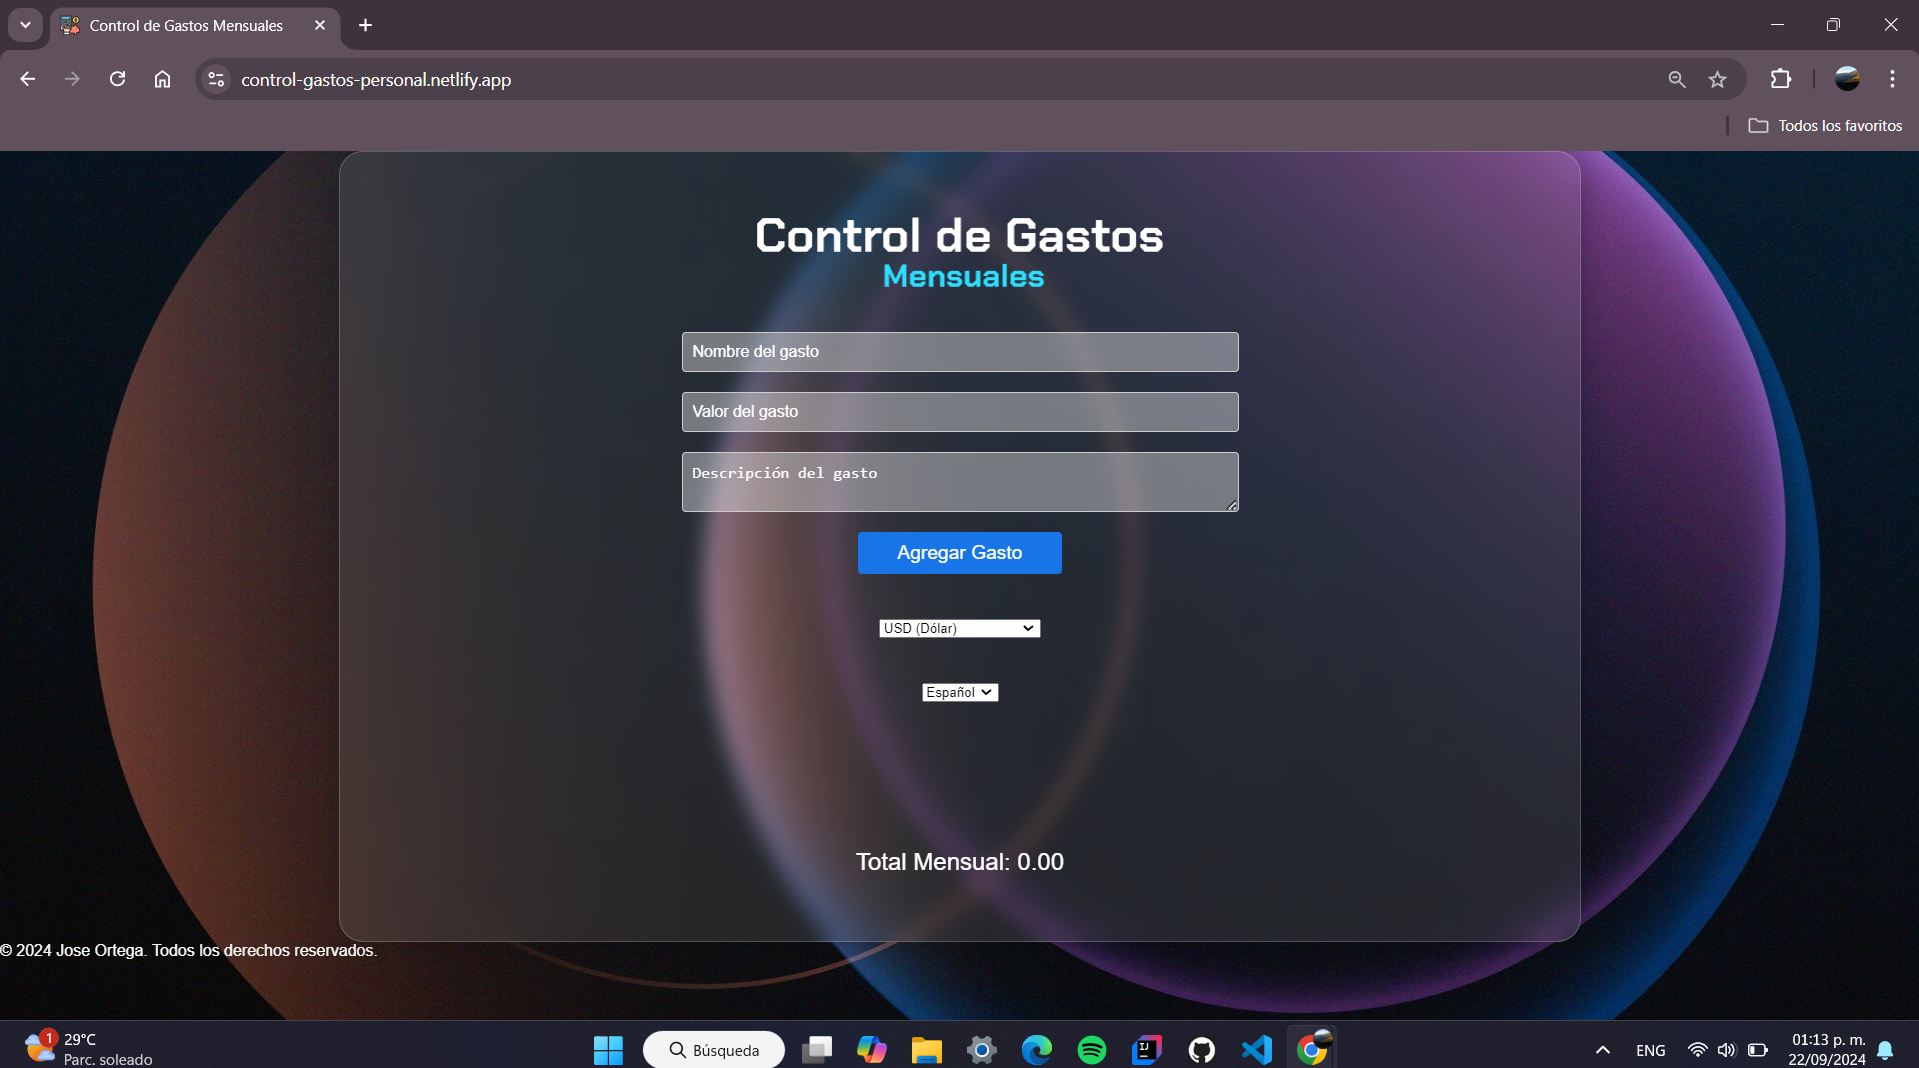 Control de Gastos Mensuales
control-gastos-personal.netlify.app
Todos los favoritos
Control de Gastos
Mensuales
Nombre del gasto
Valor del gasto
Descripción del gasto
Agregar Gasto
USD (Dólar)
Español
Total Mensual: 0.00
© 2024 Jose Ortega. Todos los derechos reservados.
1
29°C
Parc. soleado
Búsqueda
IJ
ENG
01:13 p. m.
22/09/2024